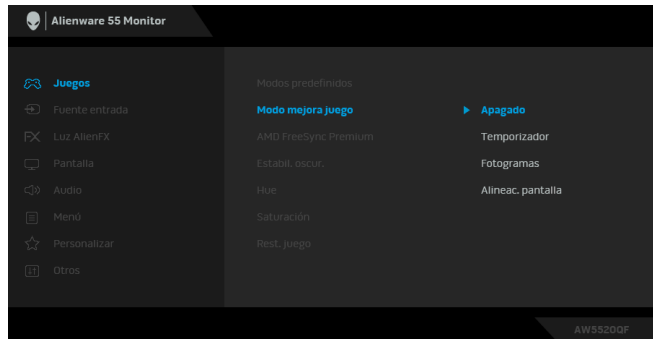 Alienware 55 Monitor
Juegos
Fuente entrada
FX Luz AlienFX
Pantalla
Audio
Menú
Personalizar
Otros
Modos predefinidos
Modo mejora juego
AMD FreeSync Premium
Estabil. oscur.
Hue
Saturación
Rest. juego
Apagado
Temporizador
Fotogramas
Alineac. pantalla
AW5520QF